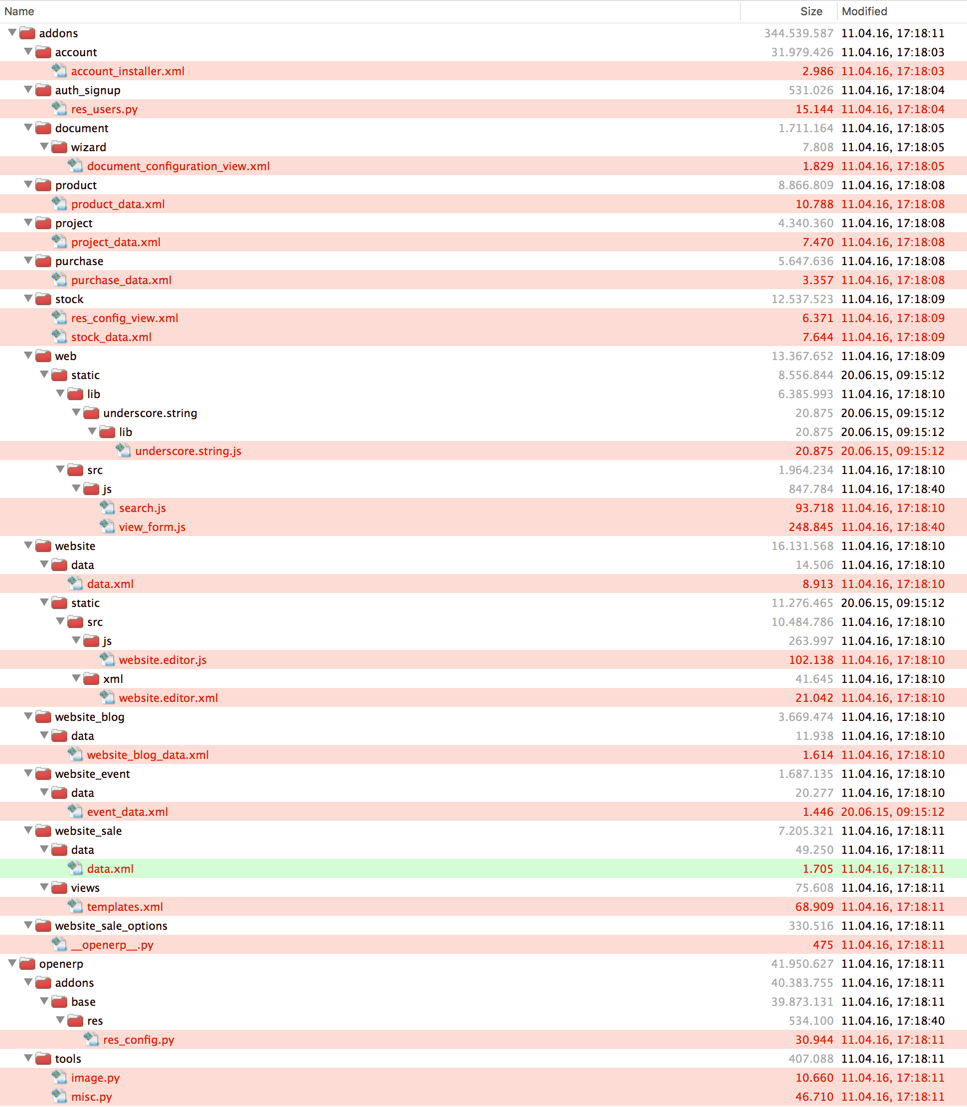 Name Size Modified
addons 344.539.587 11.04.16, 17:18:11
account 31.979.426 11.04.16, 17:18:03
account_installer.xml 2.986 11.04.16, 17:18:03
auth_signup 531.026 11.04.16, 17:18:04
res_users.py 15.144 11.04.16, 17:18:04
document 1.711.164 11.04.16, 17:18:05
wizard 7.808 11.04.16, 17:18:05
document_configuration_view.xml 1.829 11.04.16, 17:18:05
product 8.866.809 11.04.16, 17:18:08
product_data.xml 10.788 11.04.16, 17:18:08
project 4.340.360 11.04.16, 17:18:08
project_data.xml 7.470 11.04.16, 17:18:08
purchase 5.647.636 11.04.16, 17:18:08
purchase_data.xml 3.357 11.04.16, 17:18:08
stock 12.537.523 11.04.16, 17:18:09
res_config_view.xml 6.371 11.04.16, 17:18:09
stock_data.xml 7.644 11.04.16, 17:18:09
web 13.367.652 11.04.16, 17:18:09
static 8.556.844 20.06.15, 09:15:12
lib 6.385.993 11.04.16, 17:18:10
underscore.string 20.875 20.06.15, 09:15:12
lib 20.875 20.06.15, 09:15:12
underscore.string.js 20.875 20.06.15, 09:15:12
src 1.964.234 11.04.16, 17:18:10
js 847.784 11.04.16, 17:18:40
search.js 93.718 11.04.16, 17:18:10
view_form.js 248.845 11.04.16, 17:18:40
website 16.131.568 11.04.16, 17:18:10
data 14.506 11.04.16, 17:18:10
data.xml 8.913 11.04.16, 17:18:10
static 11.276.465 20.06.15, 09:15:12
src 10.484.786 11.04.16, 17:18:10
js 263.997 11.04.16, 17:18:10
website.editor.js 102.138 11.04.16, 17:18:10
xml 41.645 11.04.16, 17:18:10
website.editor.xml 21.042 11.04.16, 17:18:10
website_blog 3.669.474 11.04.16, 17:18:10
data 11.938 11.04.16, 17:18:10
website_blog_data.xml 1.614 11.04.16, 17:18:10
website_event 1.687.135 11.04.16, 17:18:10
data 20.277 11.04.16, 17:18:10
event_data.xml 1.446 20.06.15, 09:15:12
website_sale 7.205.321 11.04.16, 17:18:11
data 49.250 11.04.16, 17:18:11
data.xml 1.705 11.04.16, 17:18:11
views 75.608 11.04.16, 17:18:11
templates.xml 68.909 11.04.16, 17:18:11
website_sale_options 330.516 11.04.16, 17:18:11
__openerp__.py 475 11.04.16, 17:18:11
openerp 41.950.627 11.04.16, 17:18:11
addons 40.383.755 11.04.16, 17:18:11
base 39.873.131 11.04.16, 17:18:11
res 534.100 11.04.16, 17:18:40
res_config.py 30.944 11.04.16, 17:18:11
tools 407.088 11.04.16, 17:18:11
image.py 10.660 11.04.16, 17:18:11
misc.py 46.710 11.04.16, 17:18:11